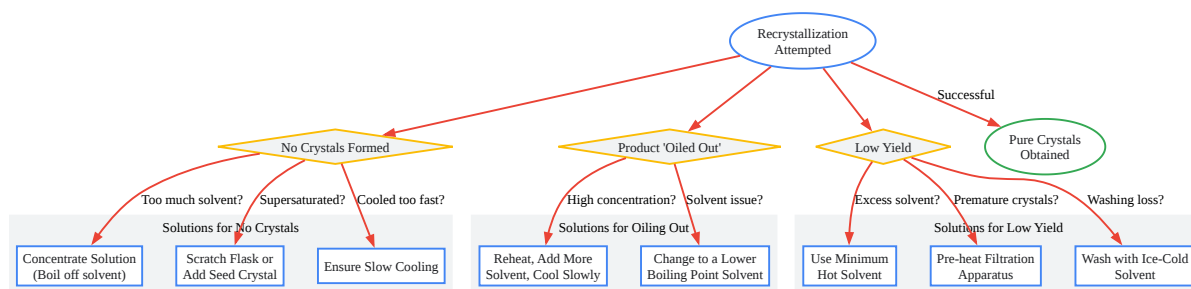 Recrystallization
Attempted
Successful
No Crystals Formed
Product 'Oiled Out'
Low Yield
Pure Crystals
Obtained
Too much solvent?
Supersaturated?
Cooled too fast?
High concentration?
Solvent issue?
Excess solvent?
Premature crystals?
Washing loss?
Solutions for No Crystals
Solutions for Oiling Out
Solutions for Low Yield
Concentrate Solution
(Boil off solvent)
Scratch Flask or
Add Seed Crystal
Ensure Slow Cooling
Reheat, Add More
Solvent, Cool Slowly
Change to a Lower
Boiling Point Solvent
Use Minimum
Hot Solvent
Pre-heat Filtration
Apparatus
Wash with Ice-Cold
Solvent